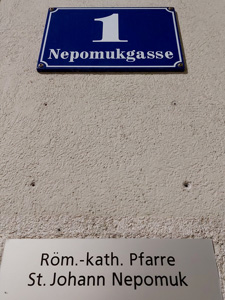 1
Nepomukgasse
Röm.-kath. Pfarre
St. Johann Nepomuk